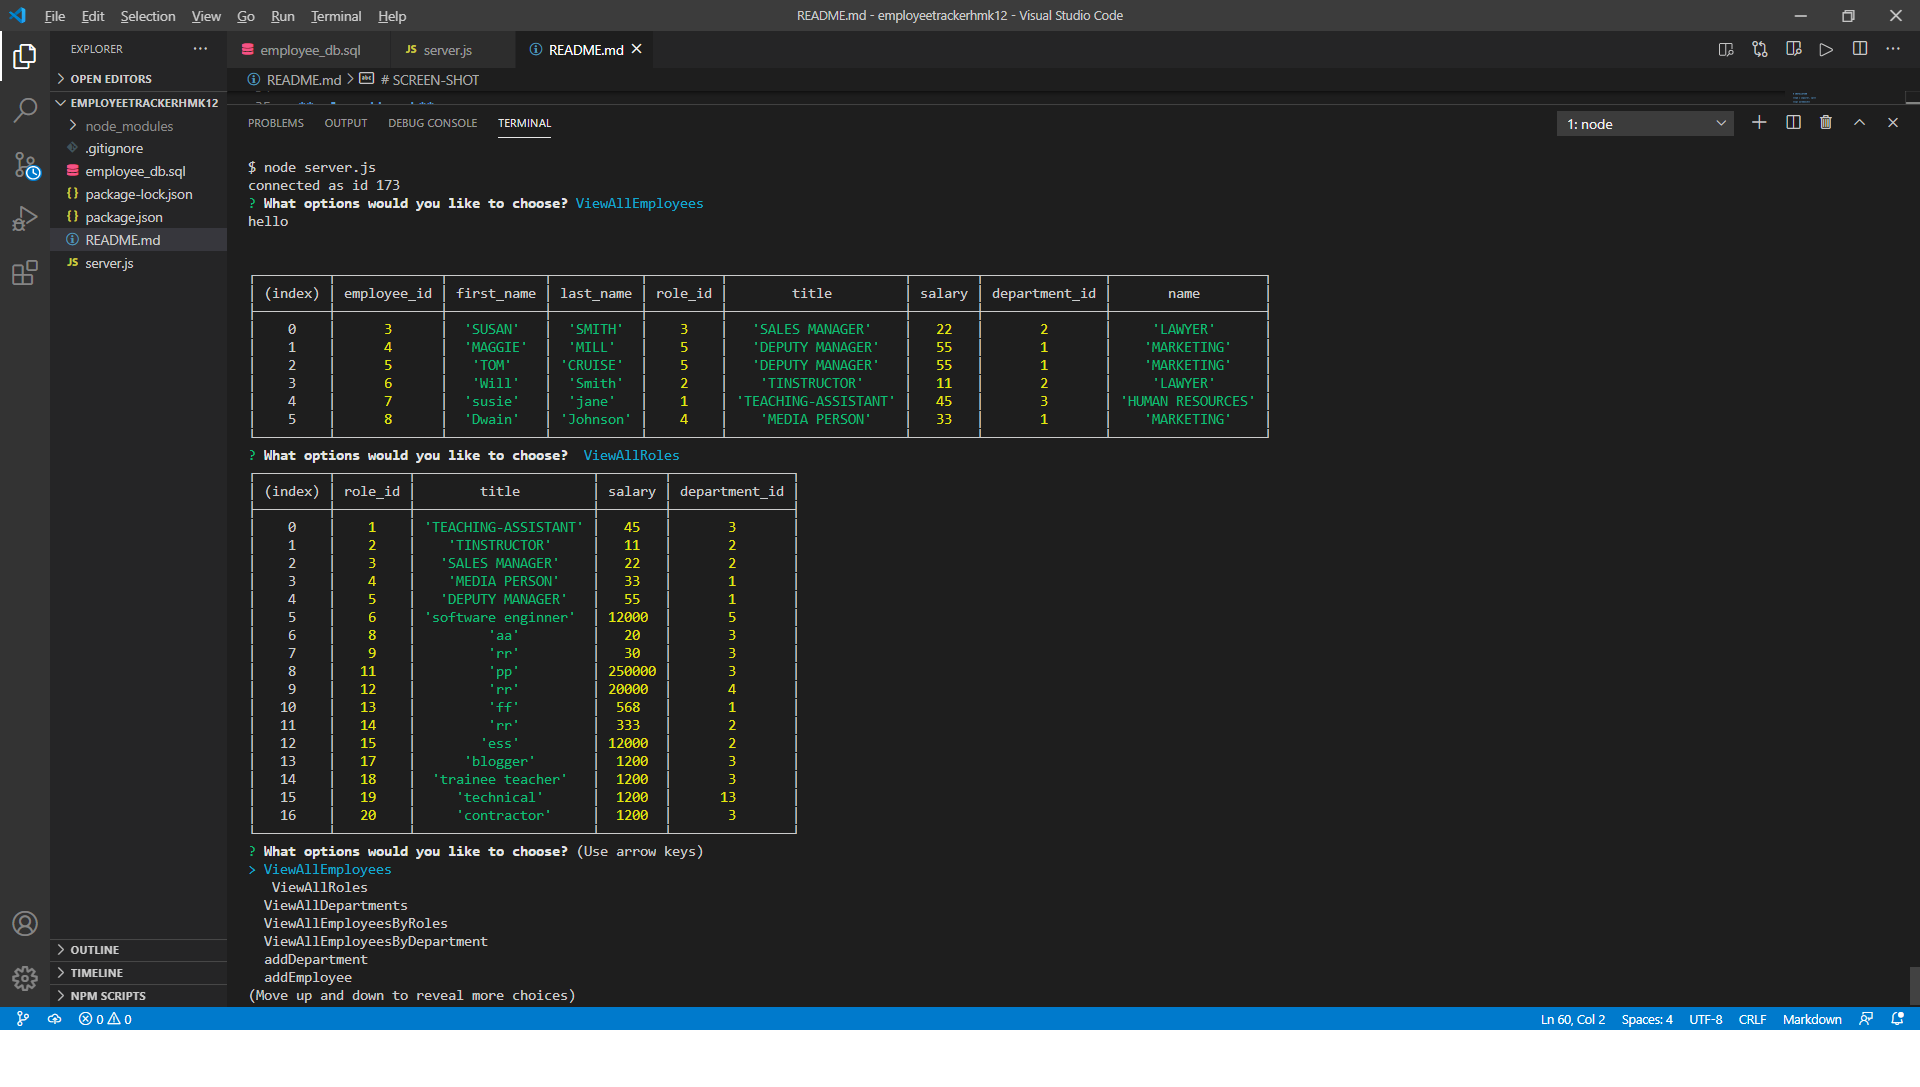 File Edit Selection View Go Run Terminal Help README.md - employeetrackerhmk12 - Visual Studio Code
EXPLORER ···
employee_db.sql JS server.js README.md
OPEN EDITORS
README.md > # SCREEN-SHOT
EMPLOYEETRACKERHMK12
node_modules
.gitignore
employee_db.sql
{} package-lock.json
{} package.json
README.md
JS server.js
OUTLINE
TIMELINE
NPM SCRIPTS
PROBLEMS OUTPUT DEBUG CONSOLE TERMINAL 1: node
$ node server.js
connected as id 173
? What options would you like to choose? ViewAllEmployees
hello
(index) employee_id first_name last_name role_id title salary department_id name
0 3 'SUSAN' 'SMITH' 3 'SALES MANAGER' 22 2 'LAWYER'
1 4 'MAGGIE' 'MILL' 5 'DEPUTY MANAGER' 55 1 'MARKETING'
2 5 'TOM' 'CRUISE' 5 'DEPUTY MANAGER' 55 1 'MARKETING'
3 6 'Will' 'Smith' 2 'TINSTRUCTOR' 11 2 'LAWYER'
4 7 'susie' 'jane' 1 'TEACHING-ASSISTANT' 45 3 'HUMAN RESOURCES'
5 8 'Dwain' 'Johnson' 4 'MEDIA PERSON' 33 1 'MARKETING'
? What options would you like to choose?  ViewAllRoles
(index) role_id title salary department_id
0 1 'TEACHING-ASSISTANT' 45 3
1 2 'TINSTRUCTOR' 11 2
2 3 'SALES MANAGER' 22 2
3 4 'MEDIA PERSON' 33 1
4 5 'DEPUTY MANAGER' 55 1
5 6 'software enginner' 12000 5
6 8 'aa' 20 3
7 9 'rr' 30 3
8 11 'pp' 250000 3
9 12 'rr' 20000 4
10 13 'ff' 568 1
11 14 'rr' 333 2
12 15 'ess' 12000 2
13 17 'blogger' 1200 3
14 18 'trainee teacher' 1200 3
15 19 'technical' 1200 13
16 20 'contractor' 1200 3
? What options would you like to choose? (Use arrow keys)
> ViewAllEmployees
ViewAllRoles
ViewAllDepartments
ViewAllEmployeesByRoles
ViewAllEmployeesByDepartment
addDepartment
addEmployee
(Move up and down to reveal more choices)
0 0 Ln 60, Col 2 Spaces: 4 UTF-8 CRLF Markdown